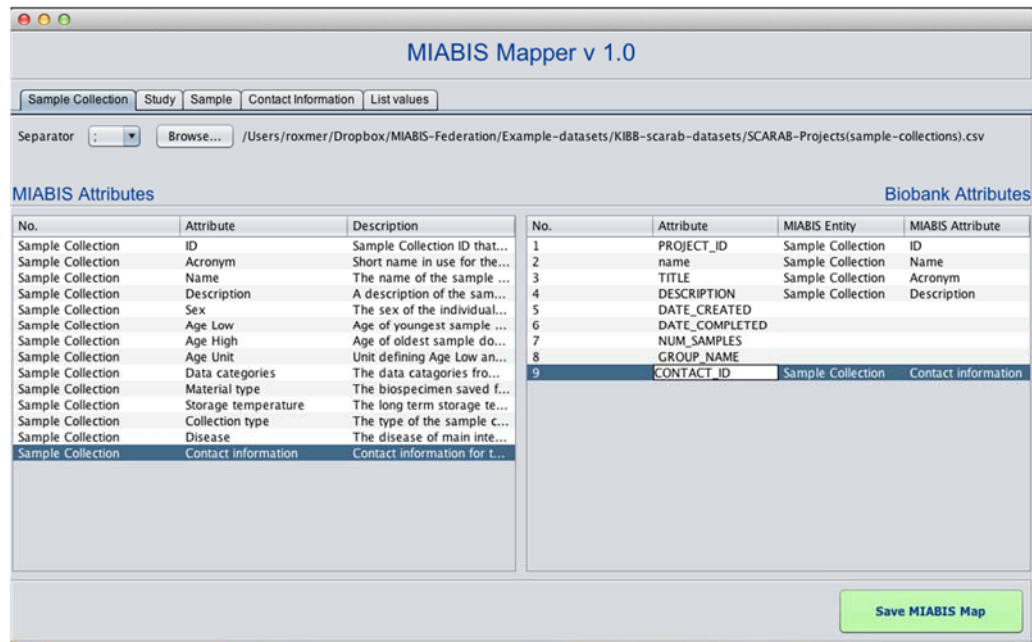 MIABIS Mapper v 1.0
Sample Collection Study Sample Contact Information List values
Separator ; Browse... /Users/roxmer/Dropbox/MIABIS-Federation/Example-datasets/KIBB-scarab-datasets/SCARAB-Projects(sample-collections).csv
MIABIS Attributes Biobank Attributes
No. Attribute Description No. Attribute MIABIS Entity MIABIS Attribute
Sample Collection ID Sample Collection ID that... 1 PROJECT_ID Sample Collection ID
Sample Collection Acronym Short name in use for the... 2 name Sample Collection Name
Sample Collection Name The name of the sample ... 3 TITLE Sample Collection Acronym
Sample Collection Description A description of the sam... 4 DESCRIPTION Sample Collection Description
Sample Collection Sex The sex of the individual... 5 DATE_CREATED
Sample Collection Age Low Age of youngest sample ... 6 DATE_COMPLETED
Sample Collection Age High Age of oldest sample do... 7 NUM_SAMPLES
Sample Collection Age Unit Unit defining Age Low an... 8 GROUP_NAME
Sample Collection Data categories The data catagories fro... 9 CONTACT_ID Sample Collection Contact information
Sample Collection Material type The biospecimen saved f...
Sample Collection Storage temperature The long term storage te...
Sample Collection Collection type The type of the sample c...
Sample Collection Disease The disease of main inte...
Sample Collection Contact information Contact information for t...
Save MIABIS Map